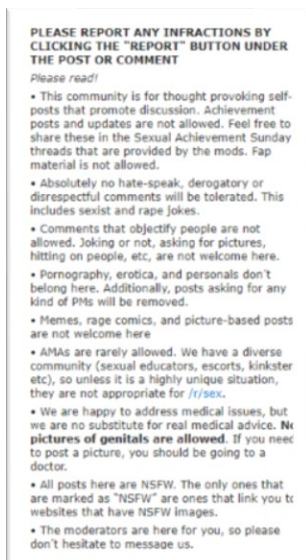 PLEASE REPORT ANY INFRACTIONS BY
CLICKING THE "REPORT" BUTTON UNDER
THE POST OR COMMENT
Please read!
• This community is for thought provoking self-
posts that promote discussion. Achievement
posts and updates are not allowed. Feel free to
share these in the Sexual Achievement Sunday
threads that are provided by the mods. Fap
material is not allowed.
• Absolutely no hate-speak, derogatory or
disrespectful comments will be tolerated. This
includes sexist and rape jokes.
• Comments that objectify people are not
allowed. Joking or not, asking for pictures,
hitting on people, etc, are not welcome here.
• Pornography, erotica, and personals don't
belong here. Additionally, posts asking for any
kind of PMs will be removed.
• Memes, rage comics, and picture-based posts
are not welcome here
• AMAs are rarely allowed. We have a diverse
community (sexual educators, escorts, kinkster
etc), so unless it is a highly unique situation,
they are not appropriate for /r/sex.
• We are happy to address medical issues, but
we are no substitute for real medical advice. No
pictures of genitals are allowed. If you need
to post a picture, you should be going to a
doctor.
• All posts here are NSFW. The only ones that
are marked as "NSFW" are ones that link you to
websites that have NSFW images.
• The moderators are here for you, so please
don't hesitate to message us.